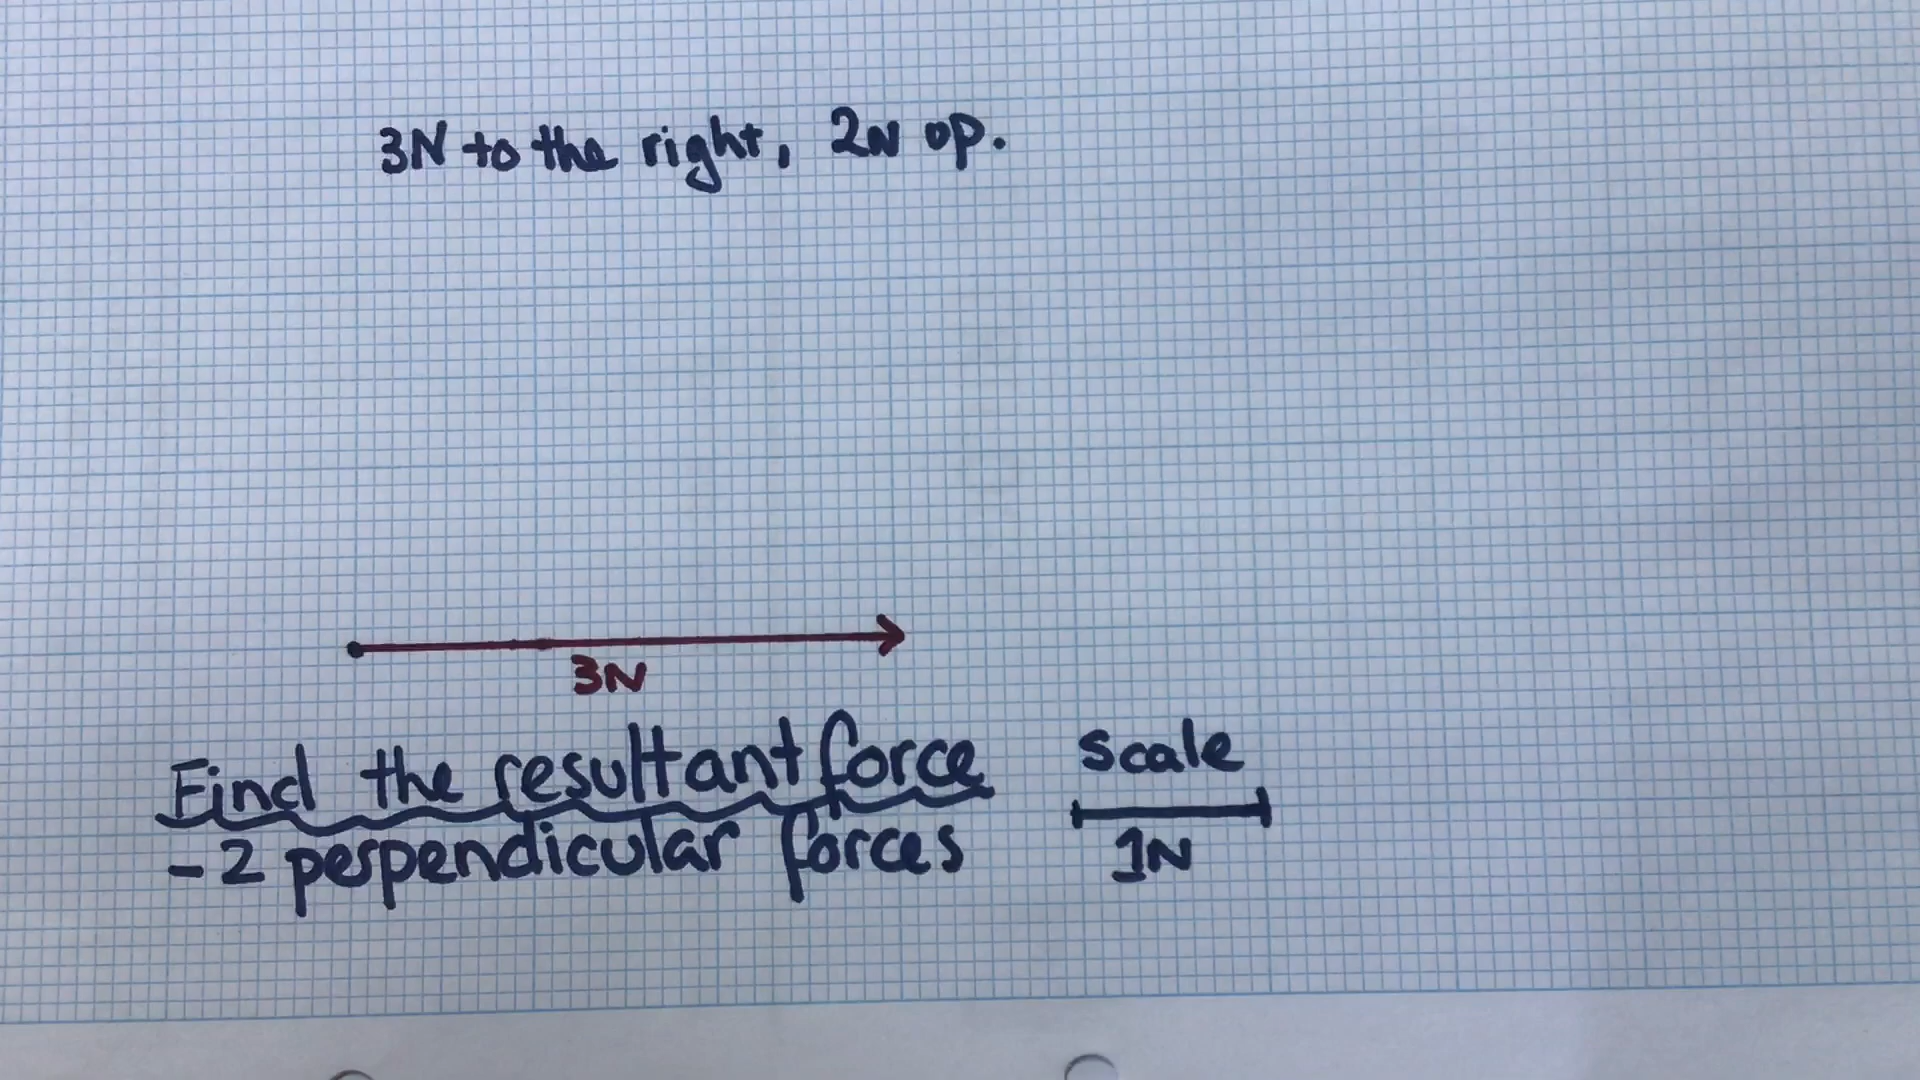 3N to the right, 2N up.
3N
Find the resultant force
- 2 perpendicular forces
Scale
1N